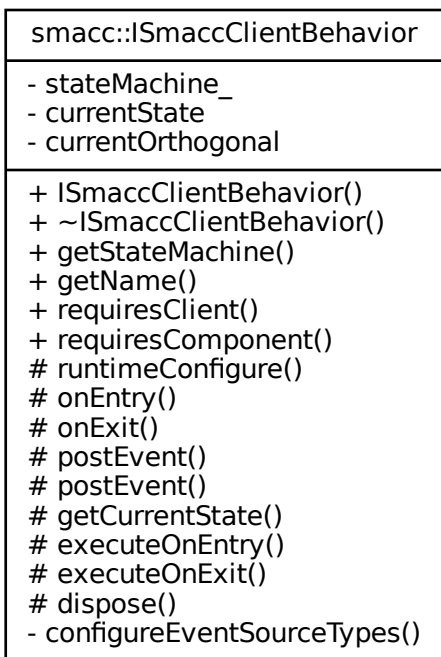 smacc::ISmaccClientBehavior
- stateMachine_
- currentState
- currentOrthogonal
+ ISmaccClientBehavior()
+ ~ISmaccClientBehavior()
+ getStateMachine()
+ getName()
+ requiresClient()
+ requiresComponent()
# runtimeConfigure()
# onEntry()
# onExit()
# postEvent()
# postEvent()
# getCurrentState()
# executeOnEntry()
# executeOnExit()
# dispose()
- configureEventSourceTypes()